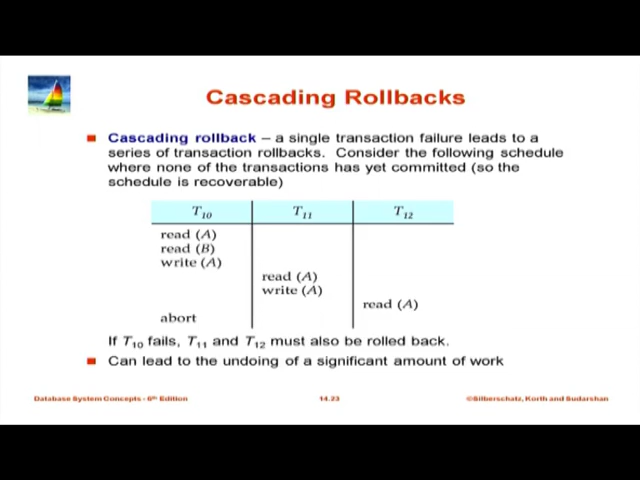 Cascading Rollbacks
Cascading rollback – a single transaction failure leads to a
series of transaction rollbacks. Consider the following schedule
where none of the transactions has yet committed (so the
schedule is recoverable)
T10 T11 T12
read (A)
read (B)
write (A)
read (A)
write (A)
read (A)
abort
If T10 fails, T11 and T12 must also be rolled back.
Can lead to the undoing of a significant amount of work
Database System Concepts - 6th Edition 14.23 ©Silberschatz, Korth and Sudarshan